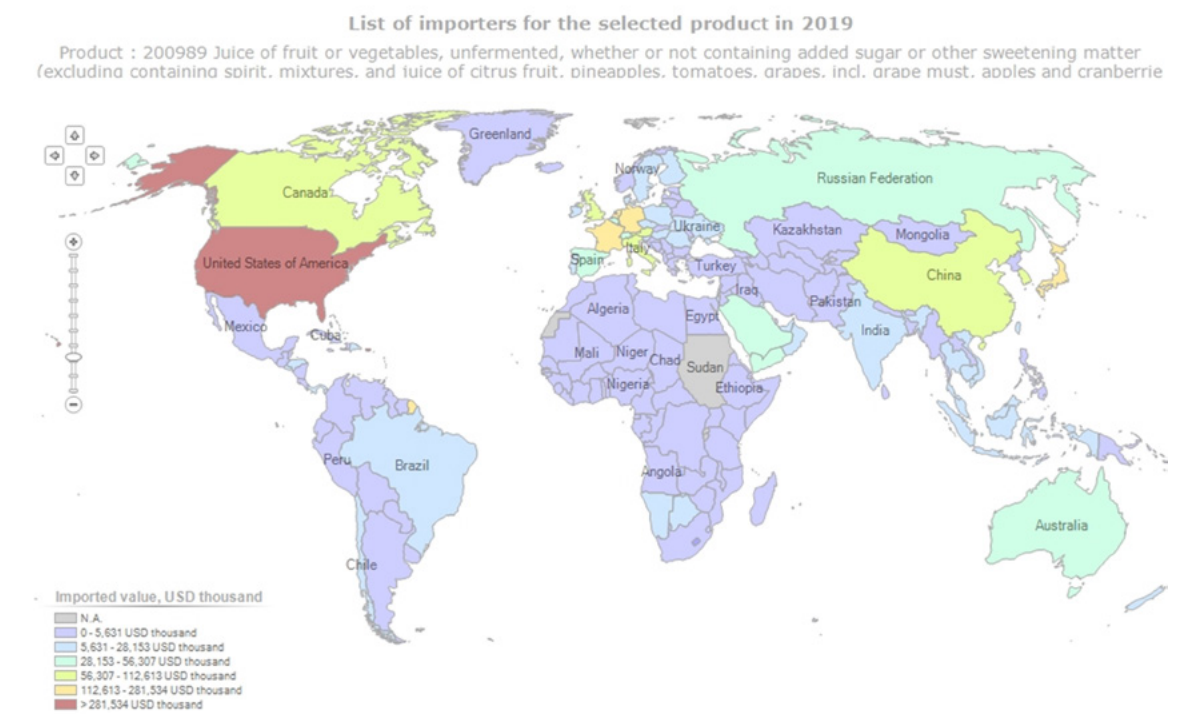 List of importers for the selected product in 2019
Product : 200989 Juice of fruit or vegetables, unfermented, whether or not containing added sugar or other sweetening matter
(excluding containing spirit, mixtures, and juice of citrus fruit, pineapples, tomatoes, grapes, incl. grape must, apples and cranberrie
Greenland
Norway
Russian Federation
Canada
Ukraine
Kazakhstan
Mongolia
Italy
Spain
Turkey
United States of America
China
Iraq
Pakistan
Algeria
Egypt
Mexico
Cuba
India
Mali
Niger
Chad
Sudan
Nigeria
Ethiopia
Peru
Brazil
Angola
Australia
Chile
Imported value, USD thousand
N.A.
0 - 5,631 USD thousand
5,631 - 28,153 USD thousand
28,153 - 56,307 USD thousand
56,307 - 112,613 USD thousand
112,613 - 281,534 USD thousand
> 281,534 USD thousand